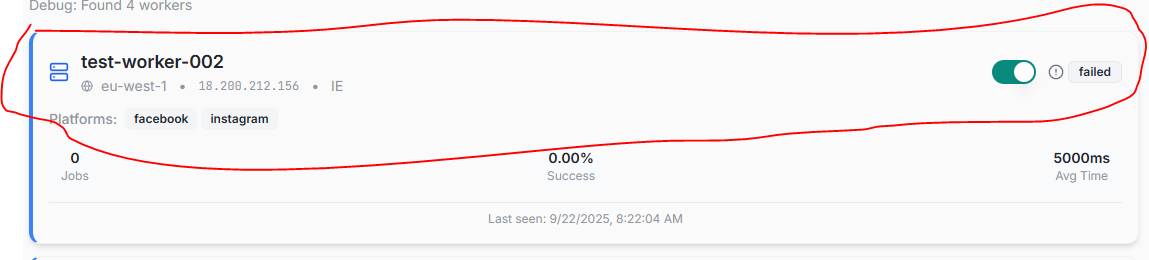 Debug: Found 4 workers
test-worker-002
eu-west-1 • 18.200.212.156 • IE
failed
Platforms: facebook instagram
0 0.00% 5000ms
Jobs Success Avg Time
Last seen: 9/22/2025, 8:22:04 AM